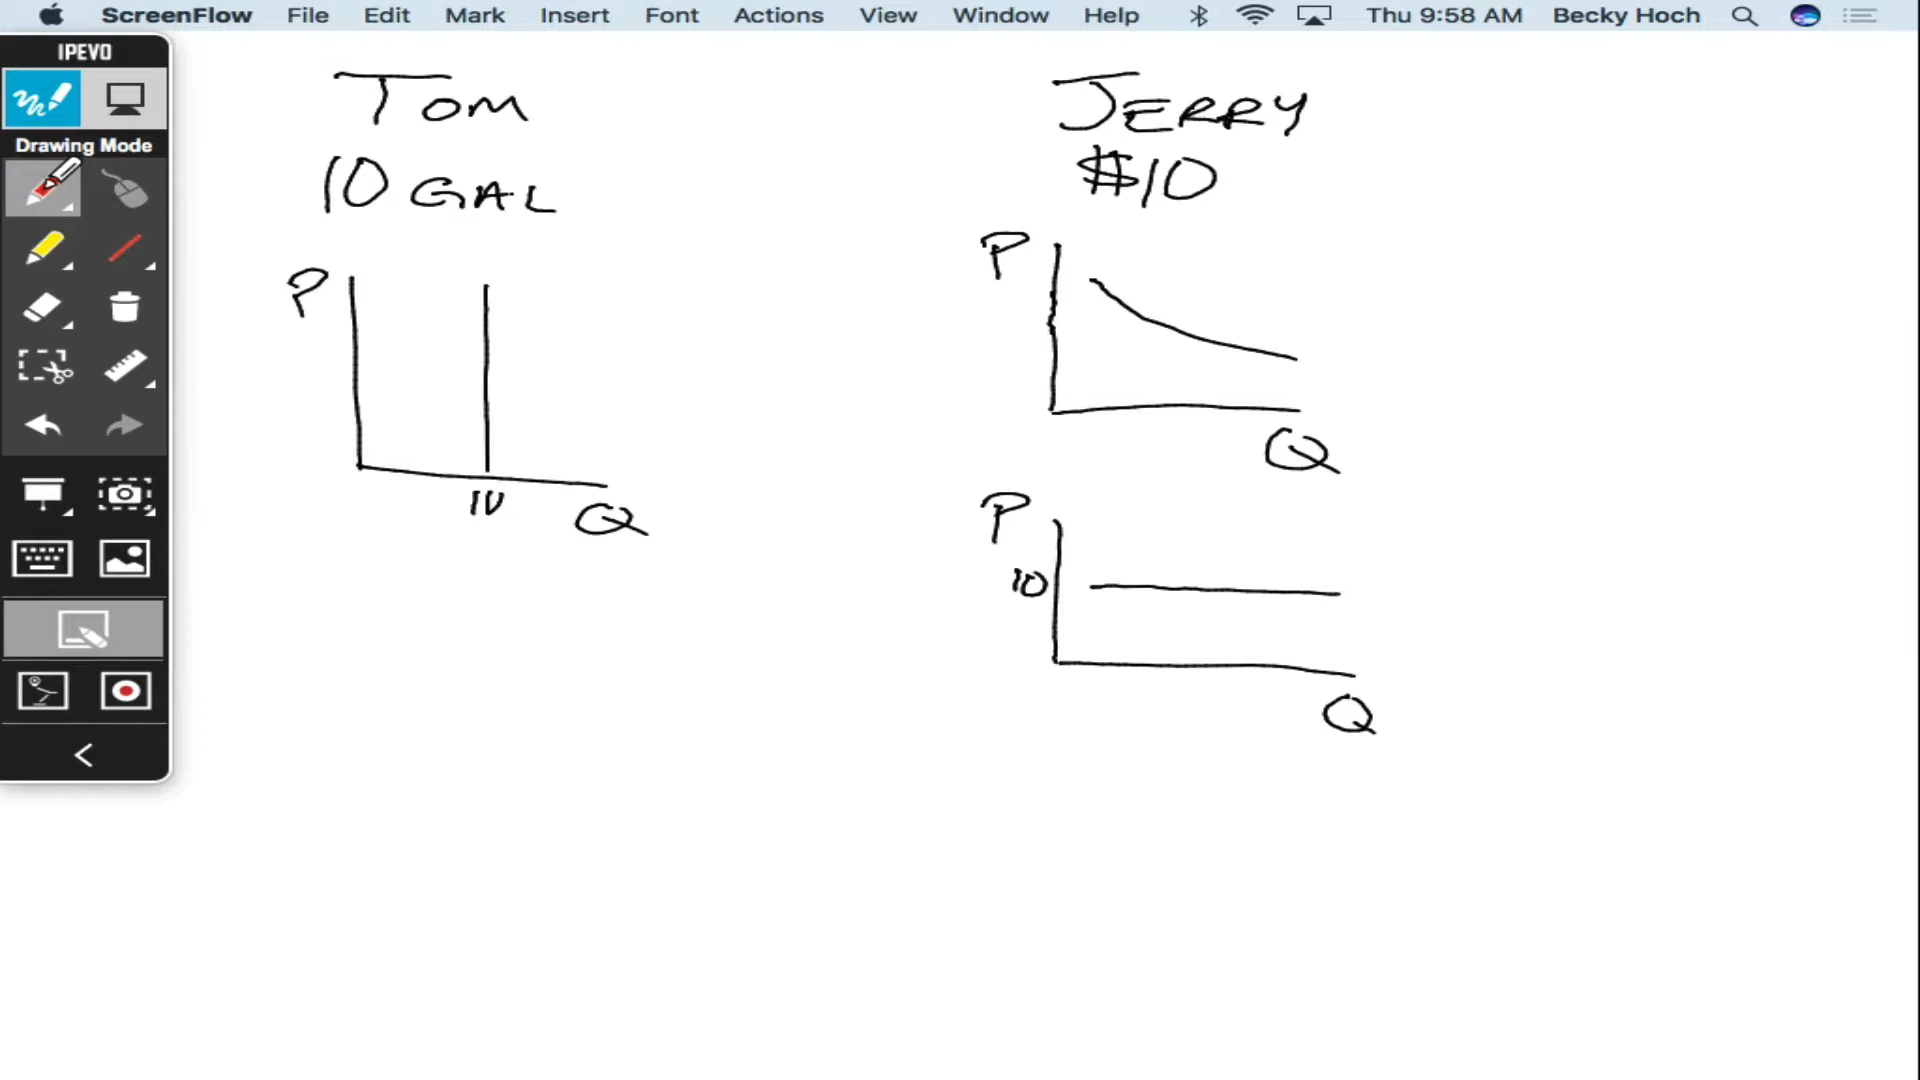 ScreenFlow File Edit Mark Insert Font Actions View Window Help Thu 9:58 AM Becky Hoch
IPEVO
Drawing Mode
TOM
10 GAL
P
10
Q
JERRY
$10
P
Q
P
10
Q